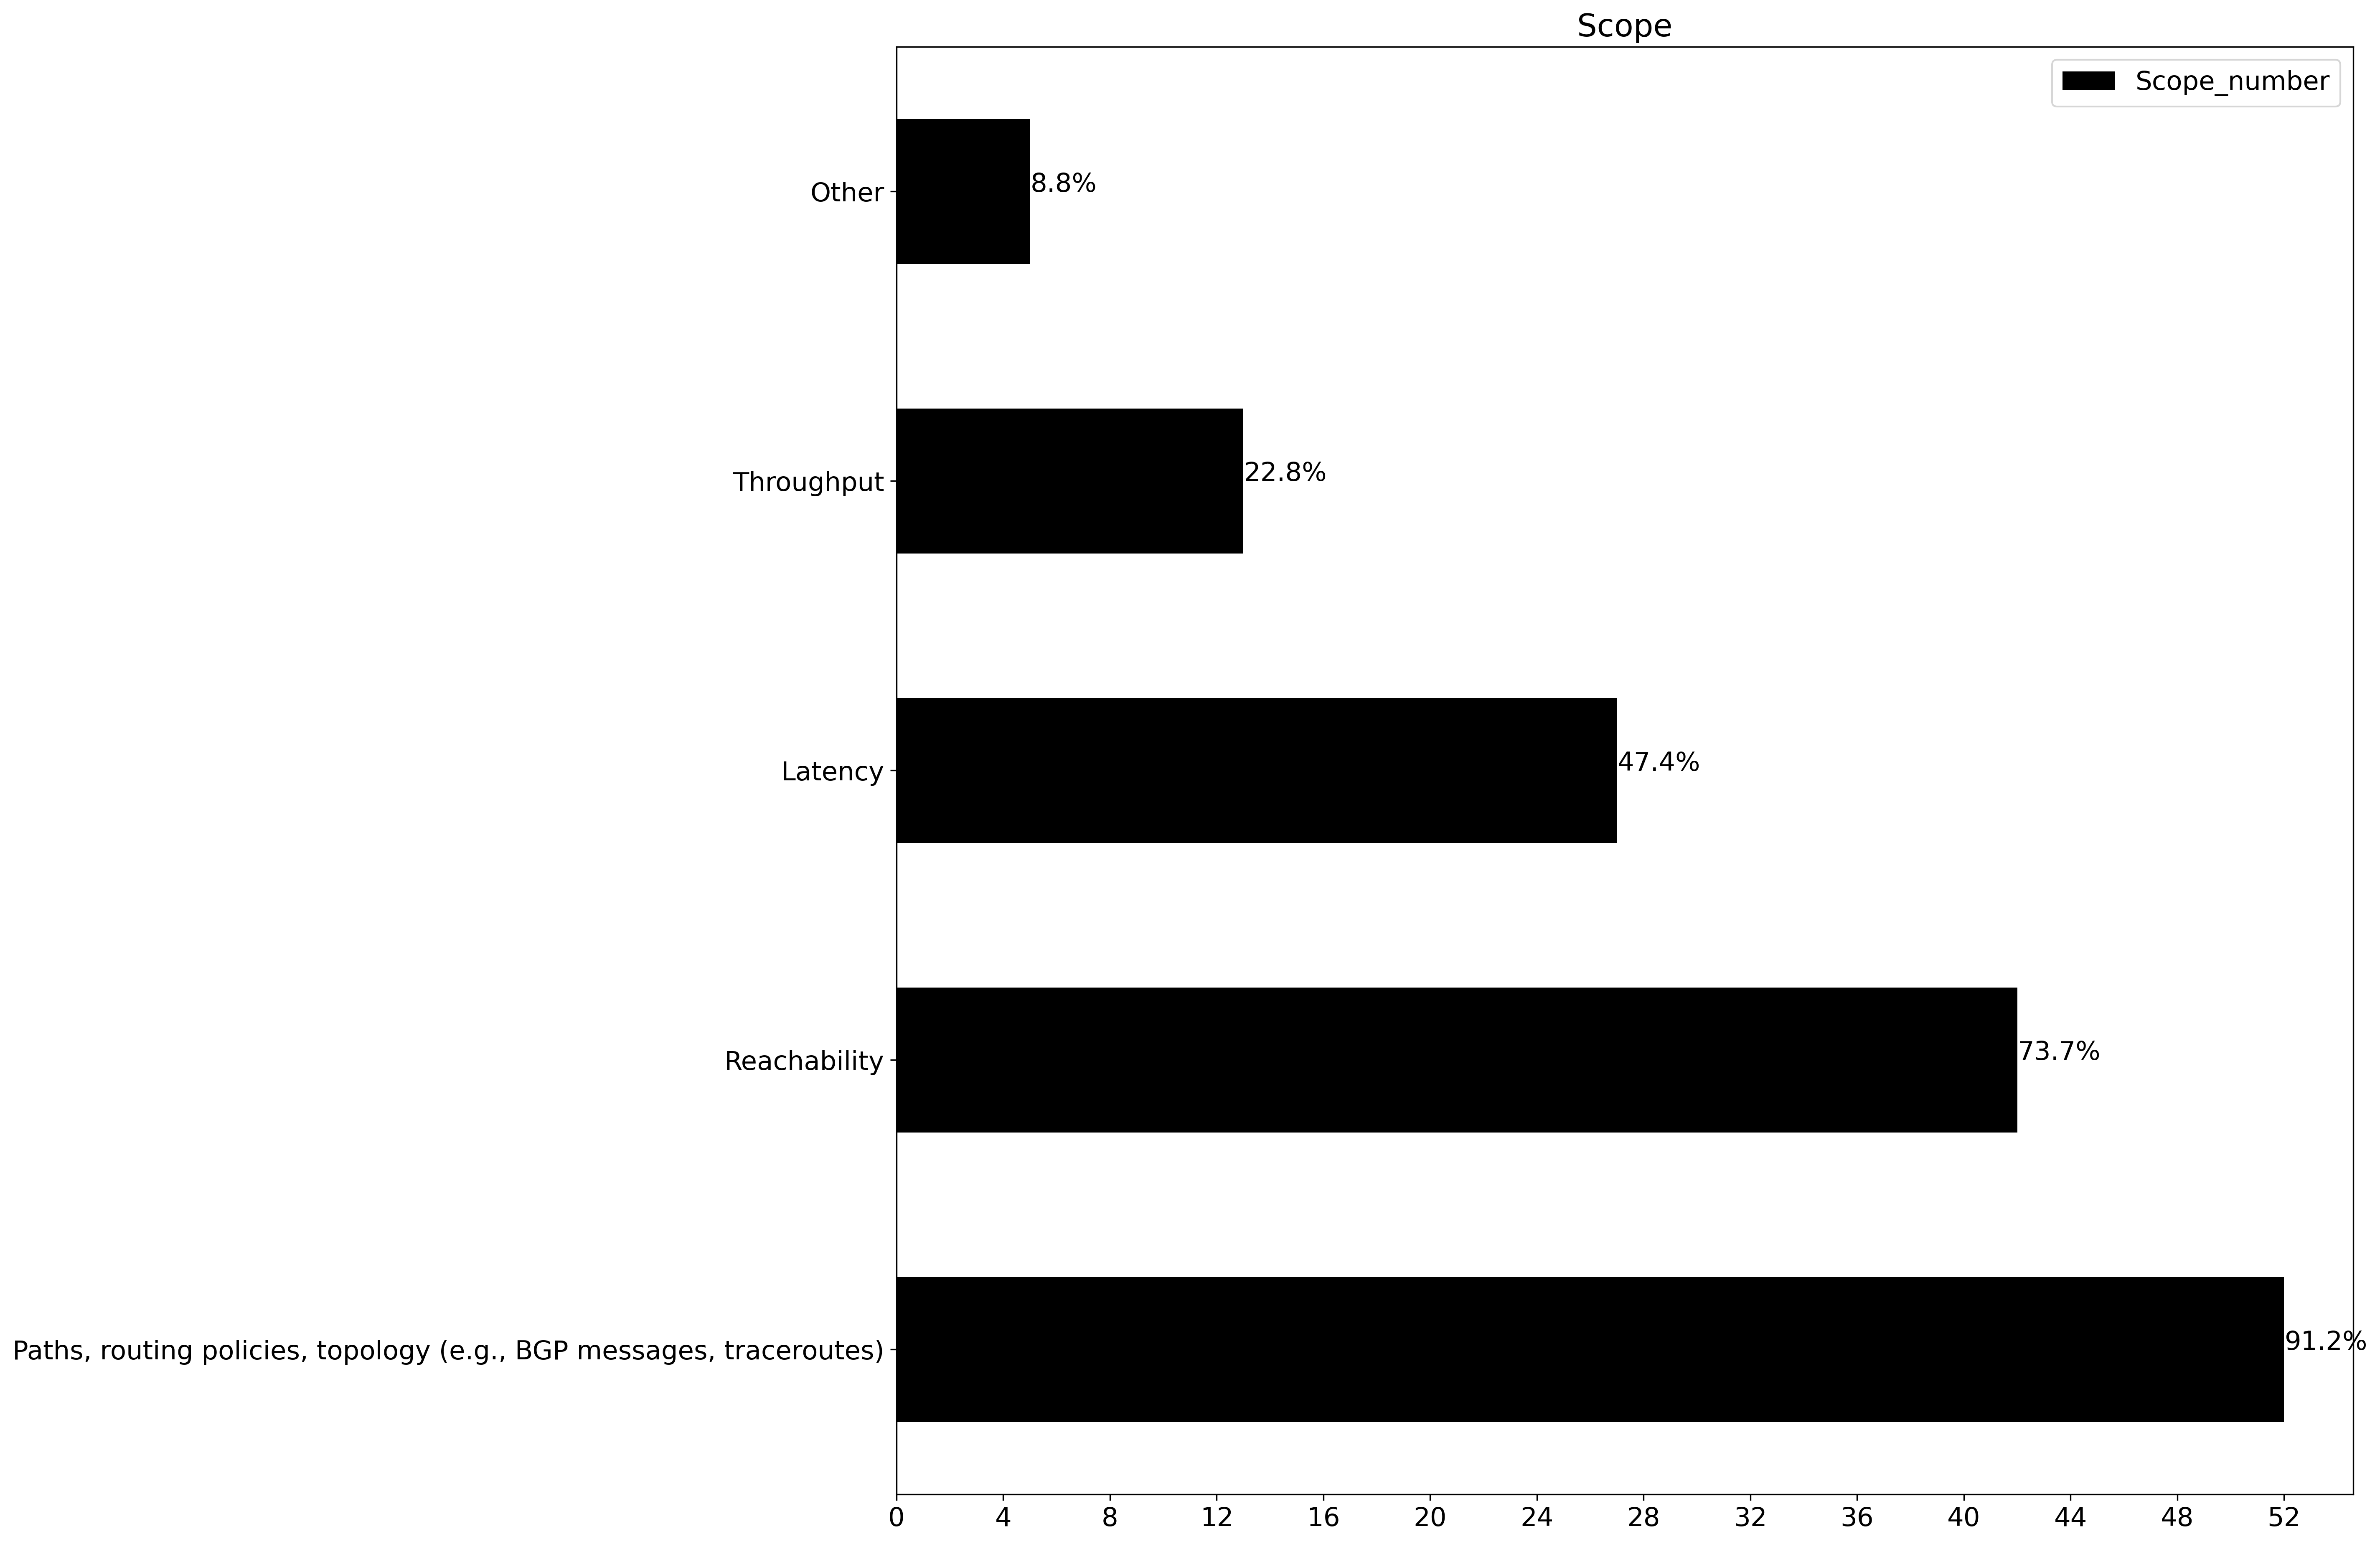 Scope
Scope_number
Other
8.8%
Throughput
22.8%
Latency
47.4%
Reachability
73.7%
Paths, routing policies, topology (e.g., BGP messages, traceroutes)
91.2%
0 4 8 12 16 20 24 28 32 36 40 44 48 52